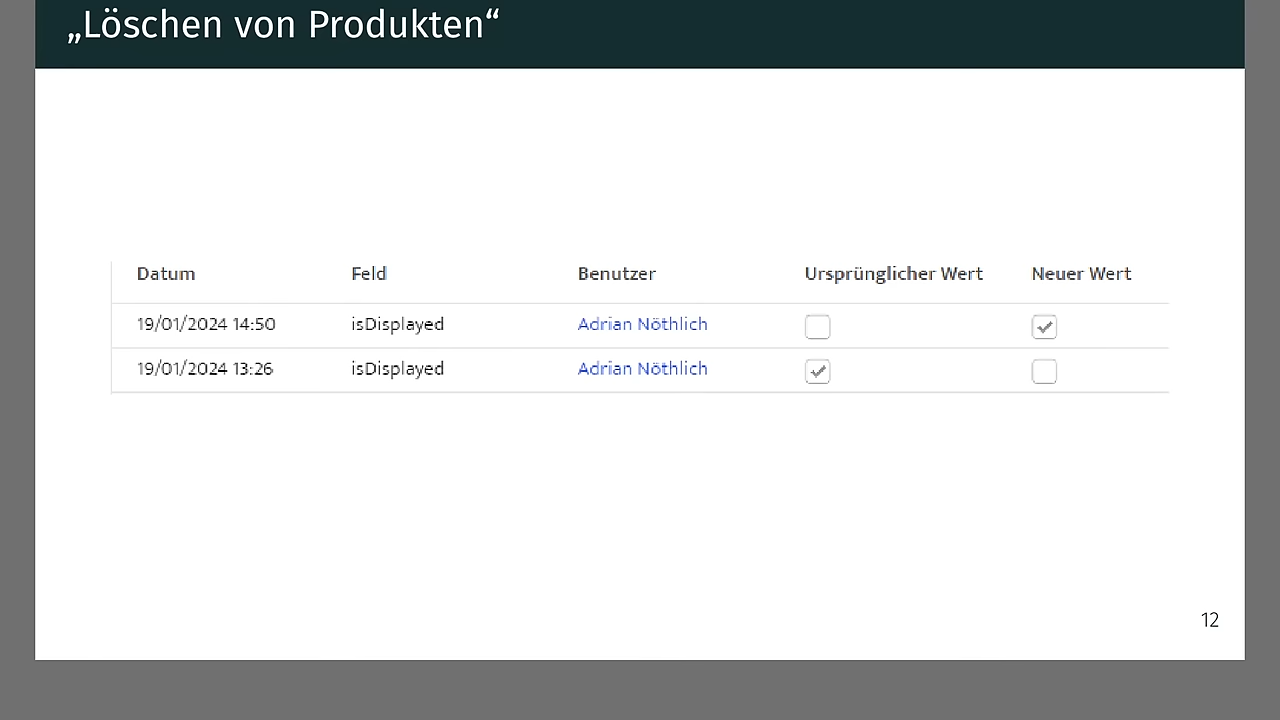 „Löschen von Produkten“
Datum Feld Benutzer Ursprünglicher Wert Neuer Wert
19/01/2024 14:50 isDisplayed Adrian Nöthlich
19/01/2024 13:26 isDisplayed Adrian Nöthlich
12